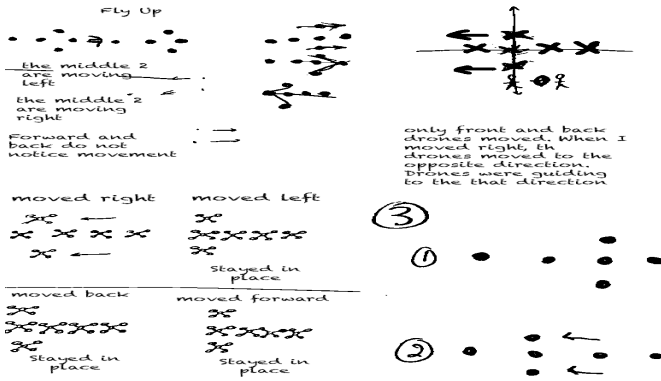 Fly Up
the middle 2
are moving
left
the middle 2
are moving
right
Forward and
back do not
notice movement
only front and back
drones moved. When I
moved right, th
drones moved to the
opposite direction.
Drones were guiding
to the that direction
moved right
moved left
Stayed in
place
moved back
Stayed in
place
moved forward
Stayed in
place
3
1
2